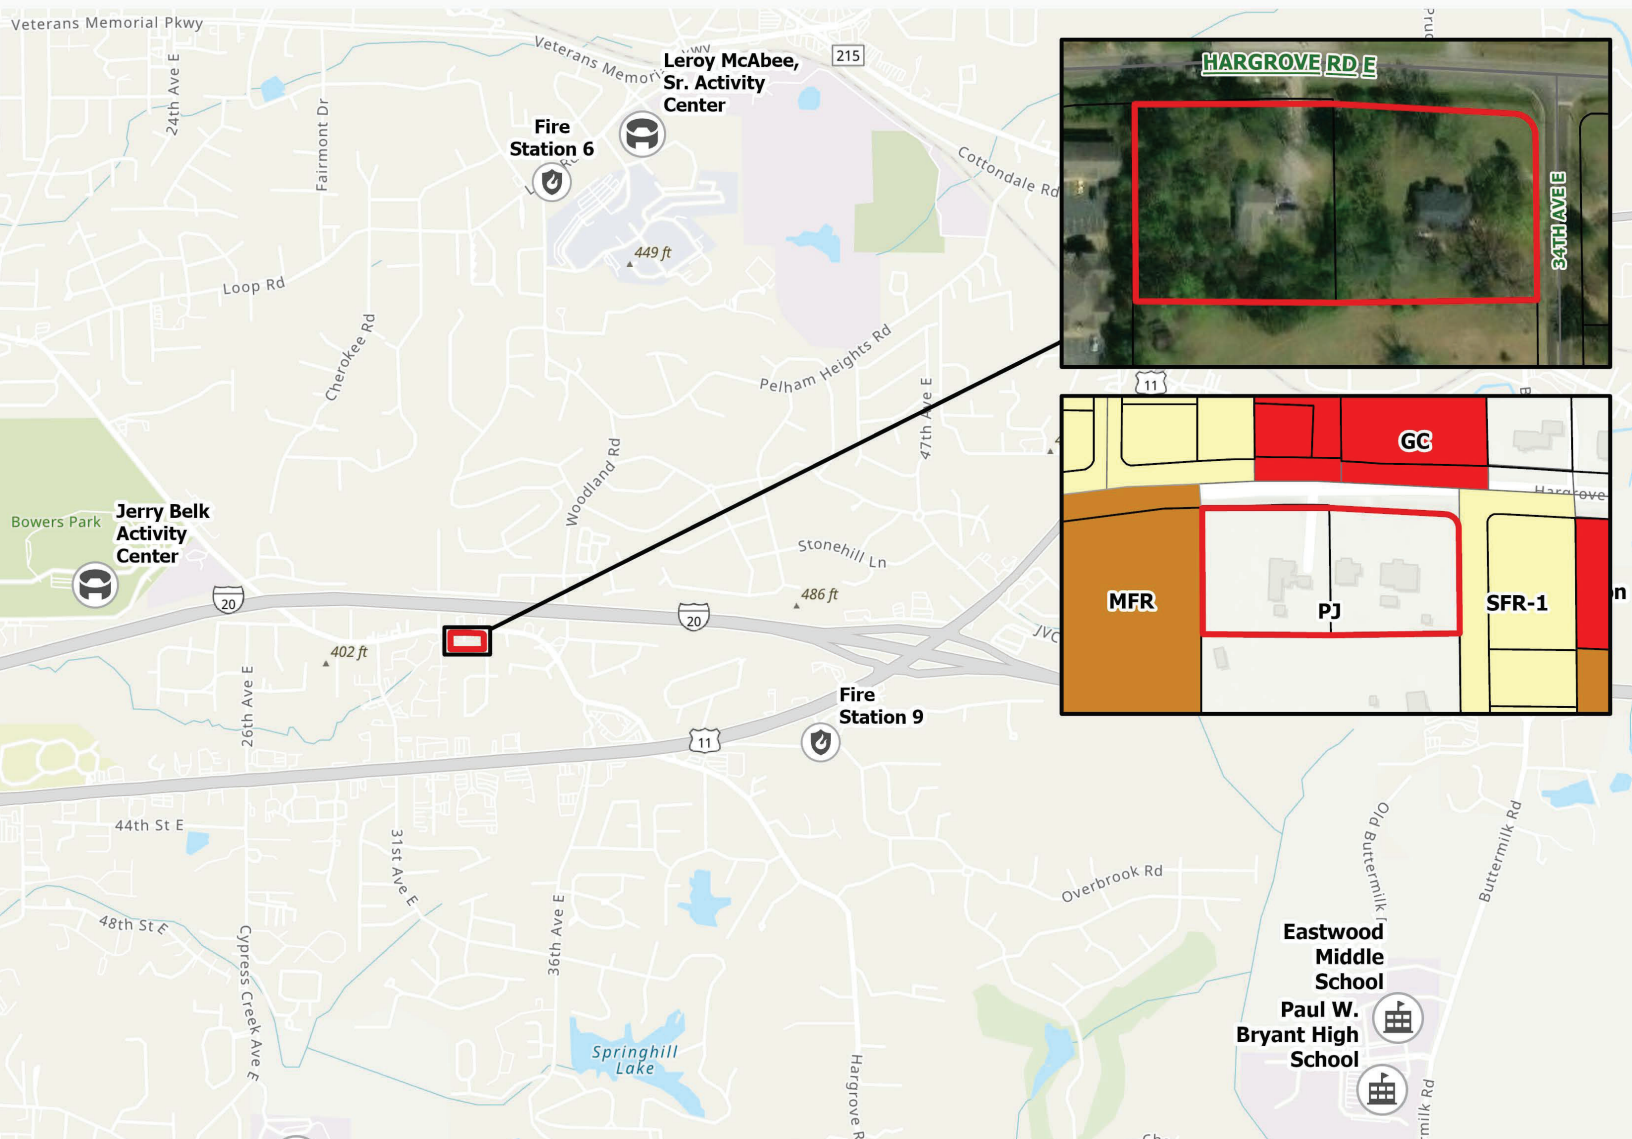 Veterans Memorial Pkwy
24th Ave E
Fairmont Dr
Veterans Memorial
Pkwy
215
Leroy McAbee,
Sr. Activity
Center
Fire
Station 6
449 ft
Cottondale Rd
Loop Rd
Cherokee Rd
Pelham Heights Rd
47th Ave E
Woodland Rd
Stonehill Ln
486 ft
Bowers Park
Jerry Belk
Activity
Center
20
20
402 ft
26th Ave E
Fire
Station 9
11
JVC
44th St E
31st Ave E
48th St E
Cypress Creek Ave E
36th Ave E
Springhill
Lake
Hargrove R
Overbrook Rd
Old Buttermilk
Buttermilk Rd
Eastwood
Middle
School
Paul W.
Bryant High
School
milk Rd
HARGROVE RD E
34TH AVE E
11
GC
Hargrove
MFR
PJ
SFR-1
on